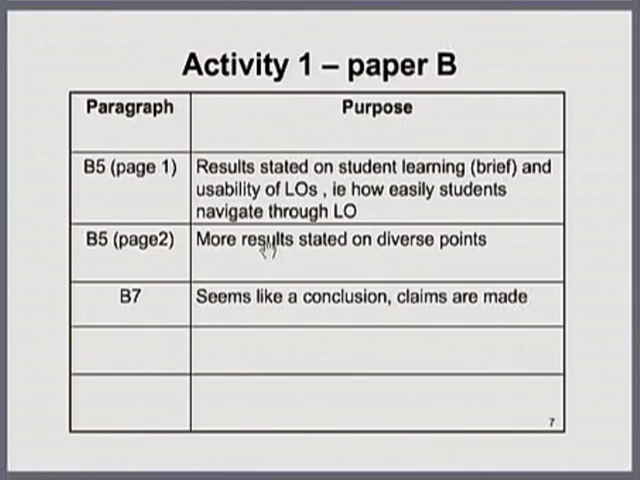 Activity 1 – paper B
Paragraph
Purpose
B5 (page 1)
Results stated on student learning (brief) and
usability of LOs , ie how easily students
navigate through LO
B5 (page2)
More results stated on diverse points
B7
Seems like a conclusion, claims are made
7